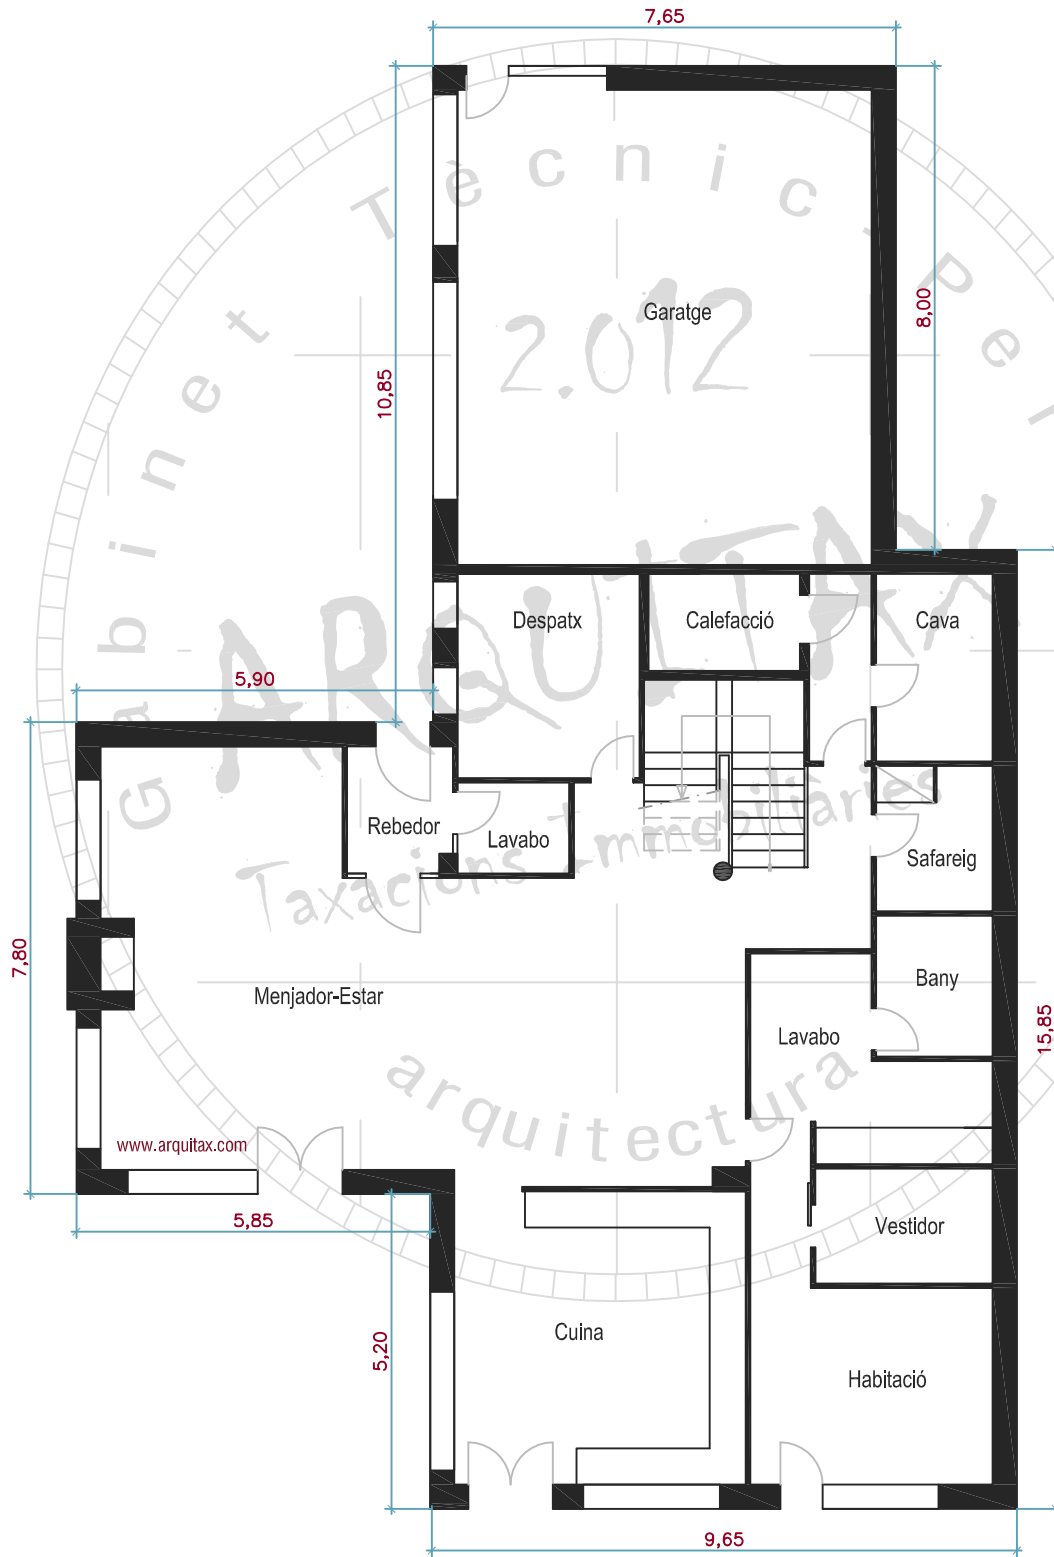 7,65
Gabinet Tècnic, Per
8,00
Garatge
2.012
10,85
ARQUITAX
Despatx
Calefacció
Cava
5,90
Rebedor
Lavabo
Taxacions Immobiliàries
Safareig
7,80
Menjador-Estar
Bany
Lavabo
15,85
arquitectura
www.arquitax.com
5,85
Vestidor
5,20
Cuina
Habitació
9,65